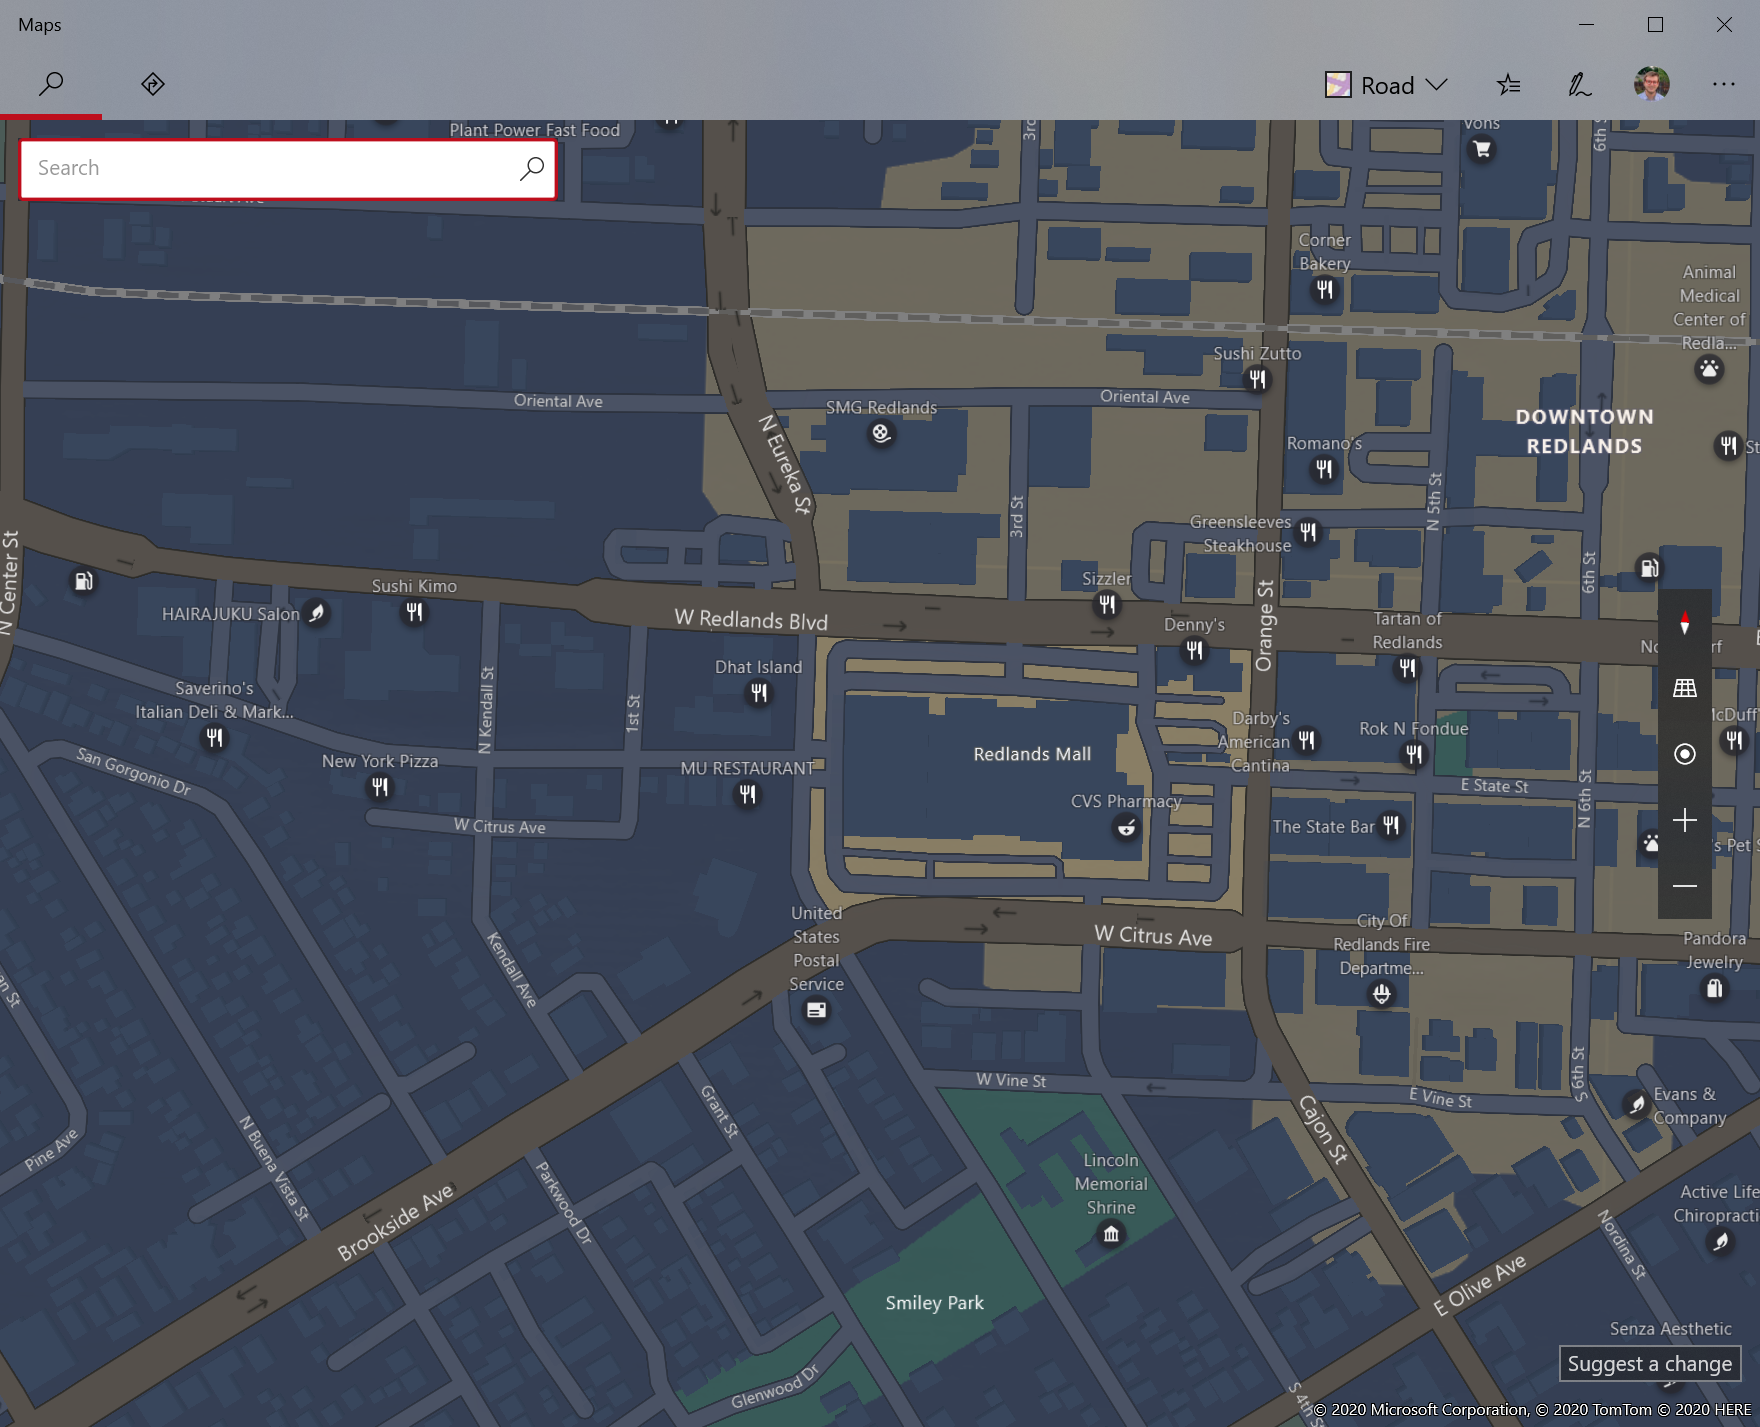 Maps
Road
Plant Power Fast Food
Search
Vons
3rd
6th St
Corner
Bakery
Animal
Medical
Center of
Redla...
Sushi Zutto
Oriental Ave
Oriental Ave
SMG Redlands
DOWNTOWN
REDLANDS
N Eureka St
Romano's
St
N 5th St
3rd St
Greensleeves
Steakhouse
N Center St
6th St
Sushi Kimo
Sizzler
HAIRAJUKU Salon
W Redlands Blvd
Orange St
Denny's
Tartan of
Redlands
Dhat Island
Saverino's
Italian Deli & Mark...
N Kendall St
1st St
Darby's
American
Cantina
Rok N Fondue
McDuff'
Redlands Mall
New York Pizza
MU RESTAURANT
San Gorgonio Dr
E State St
N 6th St
CVS Pharmacy
W Citrus Ave
The State Bar
's Pet S
United
States
Postal
Service
W Citrus Ave
City Of
Redlands Fire
Departme...
Pandora
Jewelry
Kendall Ave
an St
W Vine St
E Vine St
S 6th St
Evans &
Company
Grant St
Cajon St
N Buena Vista St
Pine Ave
Lincoln
Memorial
Shrine
Parkwood Dr
Brookside Ave
Active Life
Chiropracti
Nordina St
E Olive Ave
Smiley Park
Senza Aesthetic
Suggest a change
Glenwood Dr
S 4th St
© 2020 Microsoft Corporation, © 2020 TomTom © 2020 HERE